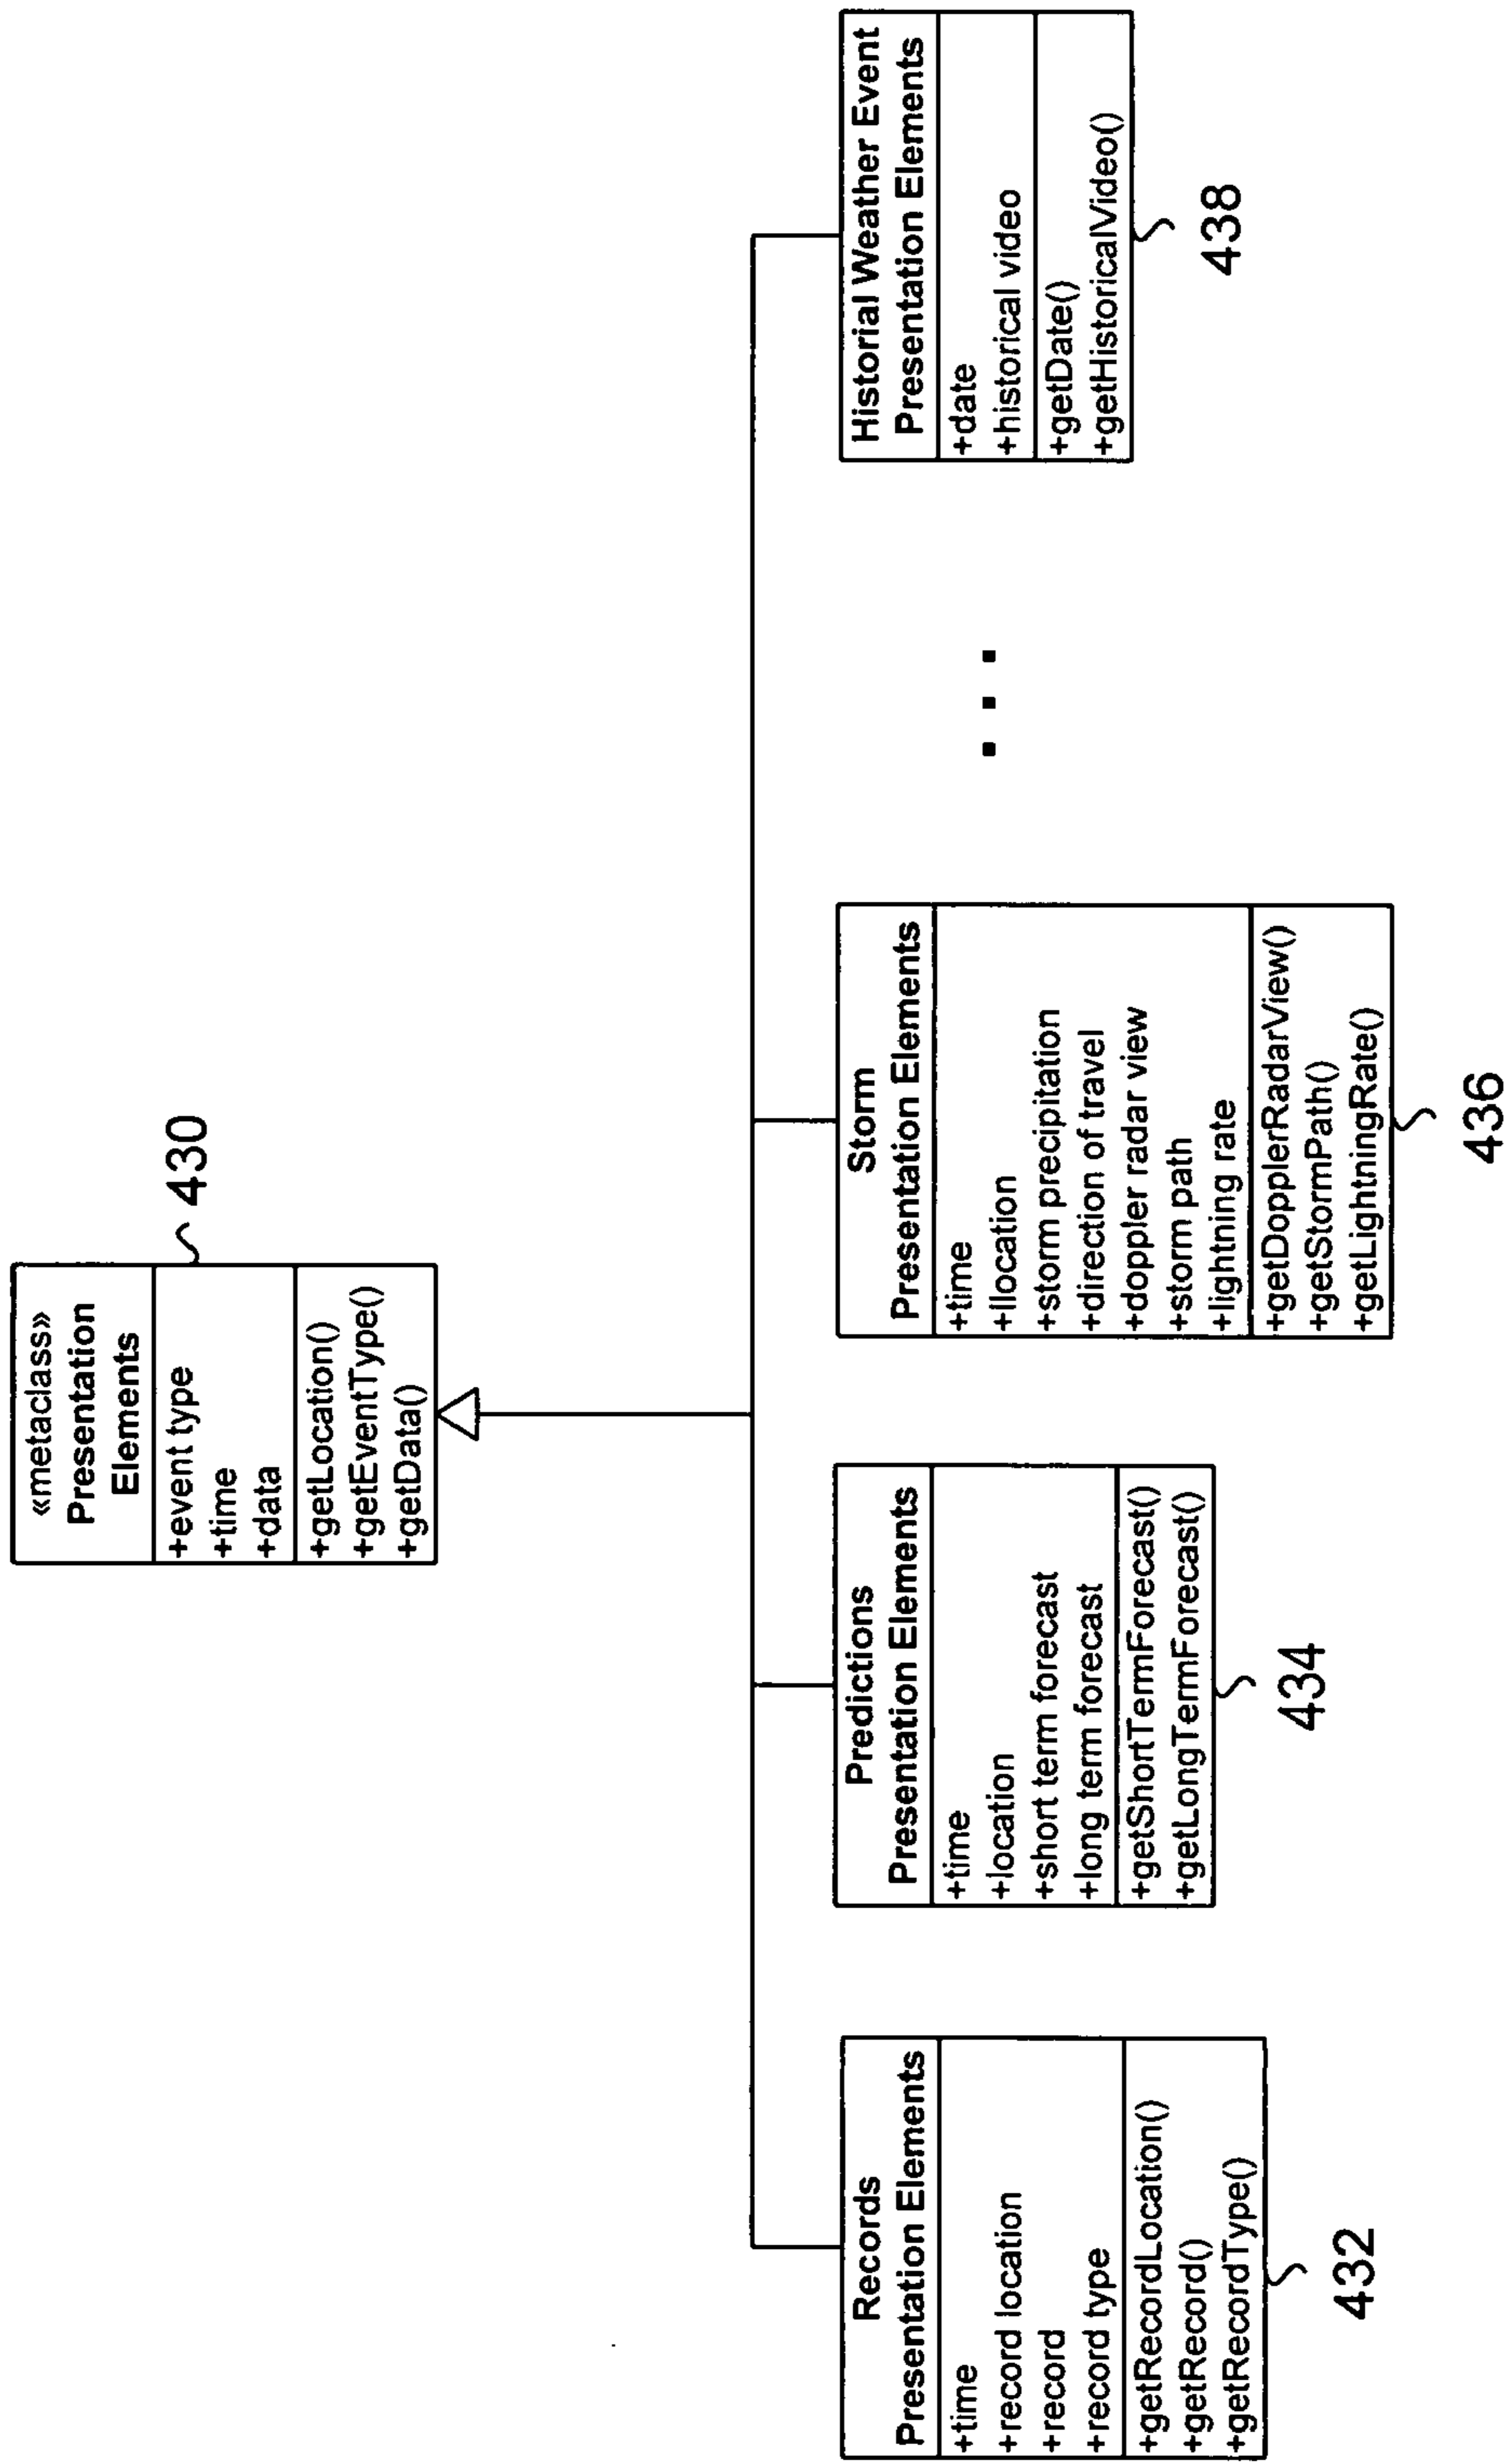 «metaclass»
Presentation
Elements
+event type
+time
+data
+getLocation()
+getEventType()
+getData()
430
Records
Presentation Elements
+time
+record location
+record
+record type
+getRecordLocation()
+getRecord()
+getRecordType()
432
Predictions
Presentation Elements
+time
+location
+short term forecast
+long term forecast
+getShortTermForecast()
+getLongTermForecast()
434
Storm
Presentation Elements
+time
+llocation
+storm precipitation
+direction of travel
+doppler radar view
+storm path
+lightning rate
+getDopplerRadarView()
+getStormPath()
+getLightningRate()
436
. . .
Historial Weather Event
Presentation Elements
+date
+historical video
+getDate()
+getHistoricalVideo()
438